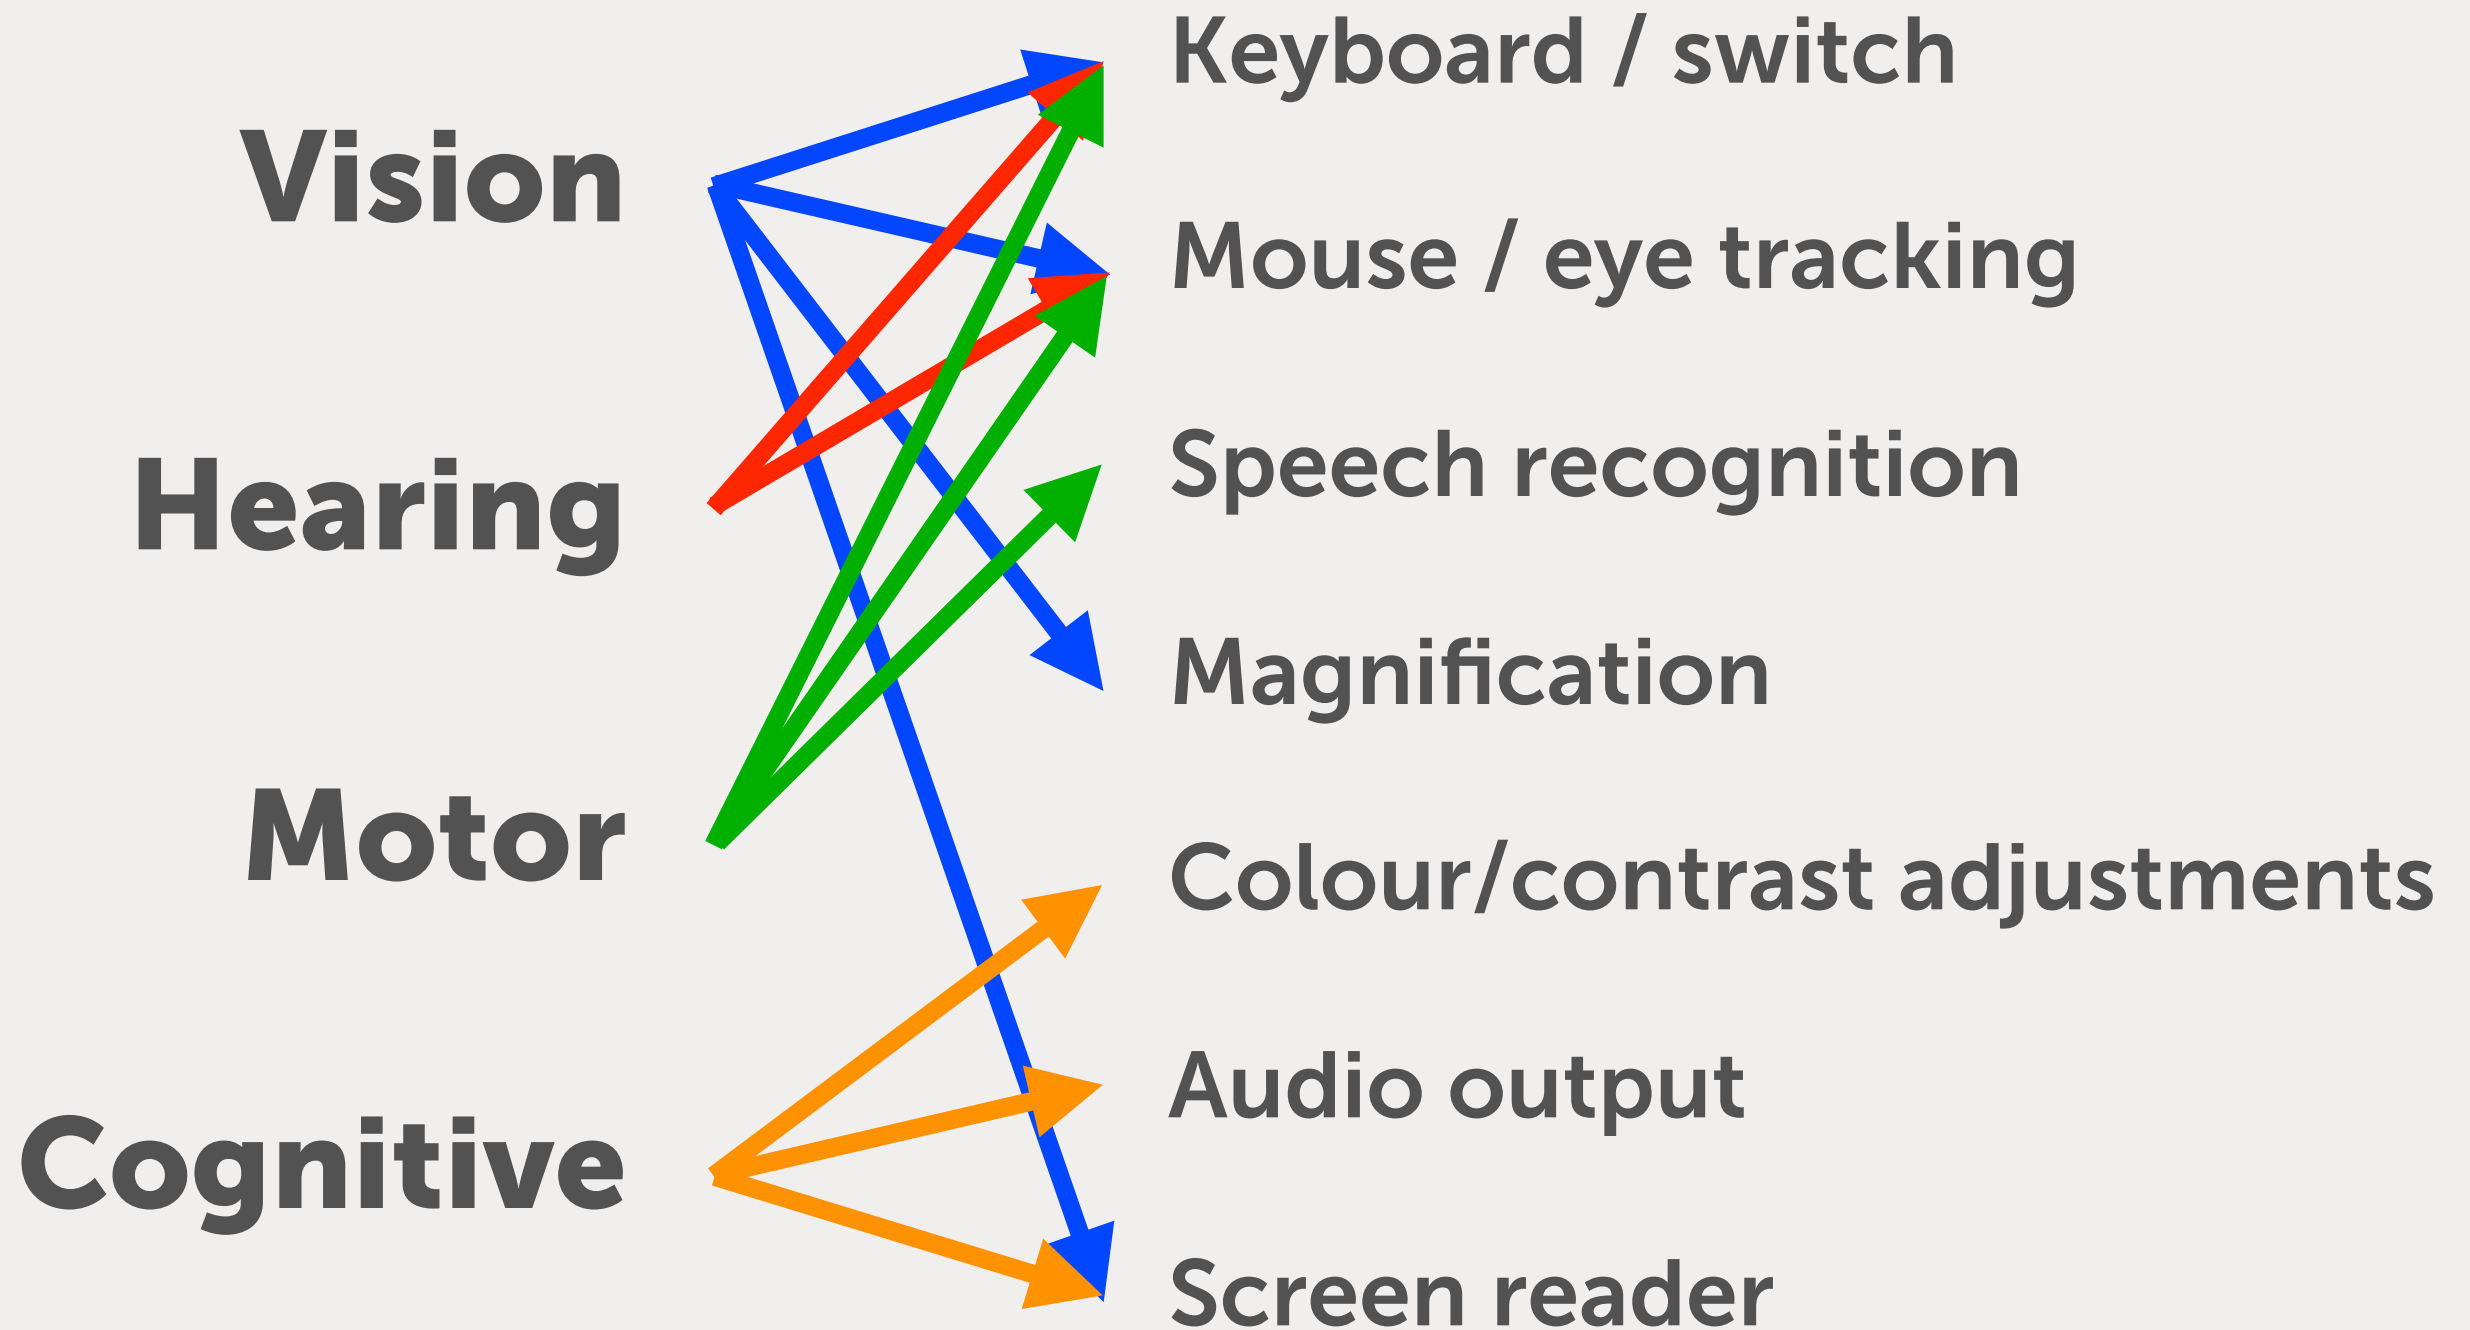 Vision
Hearing
Motor
Cognitive
Keyboard / switch
Mouse / eye tracking
Speech recognition
Magnification
Colour/contrast adjustments
Audio output
Screen reader